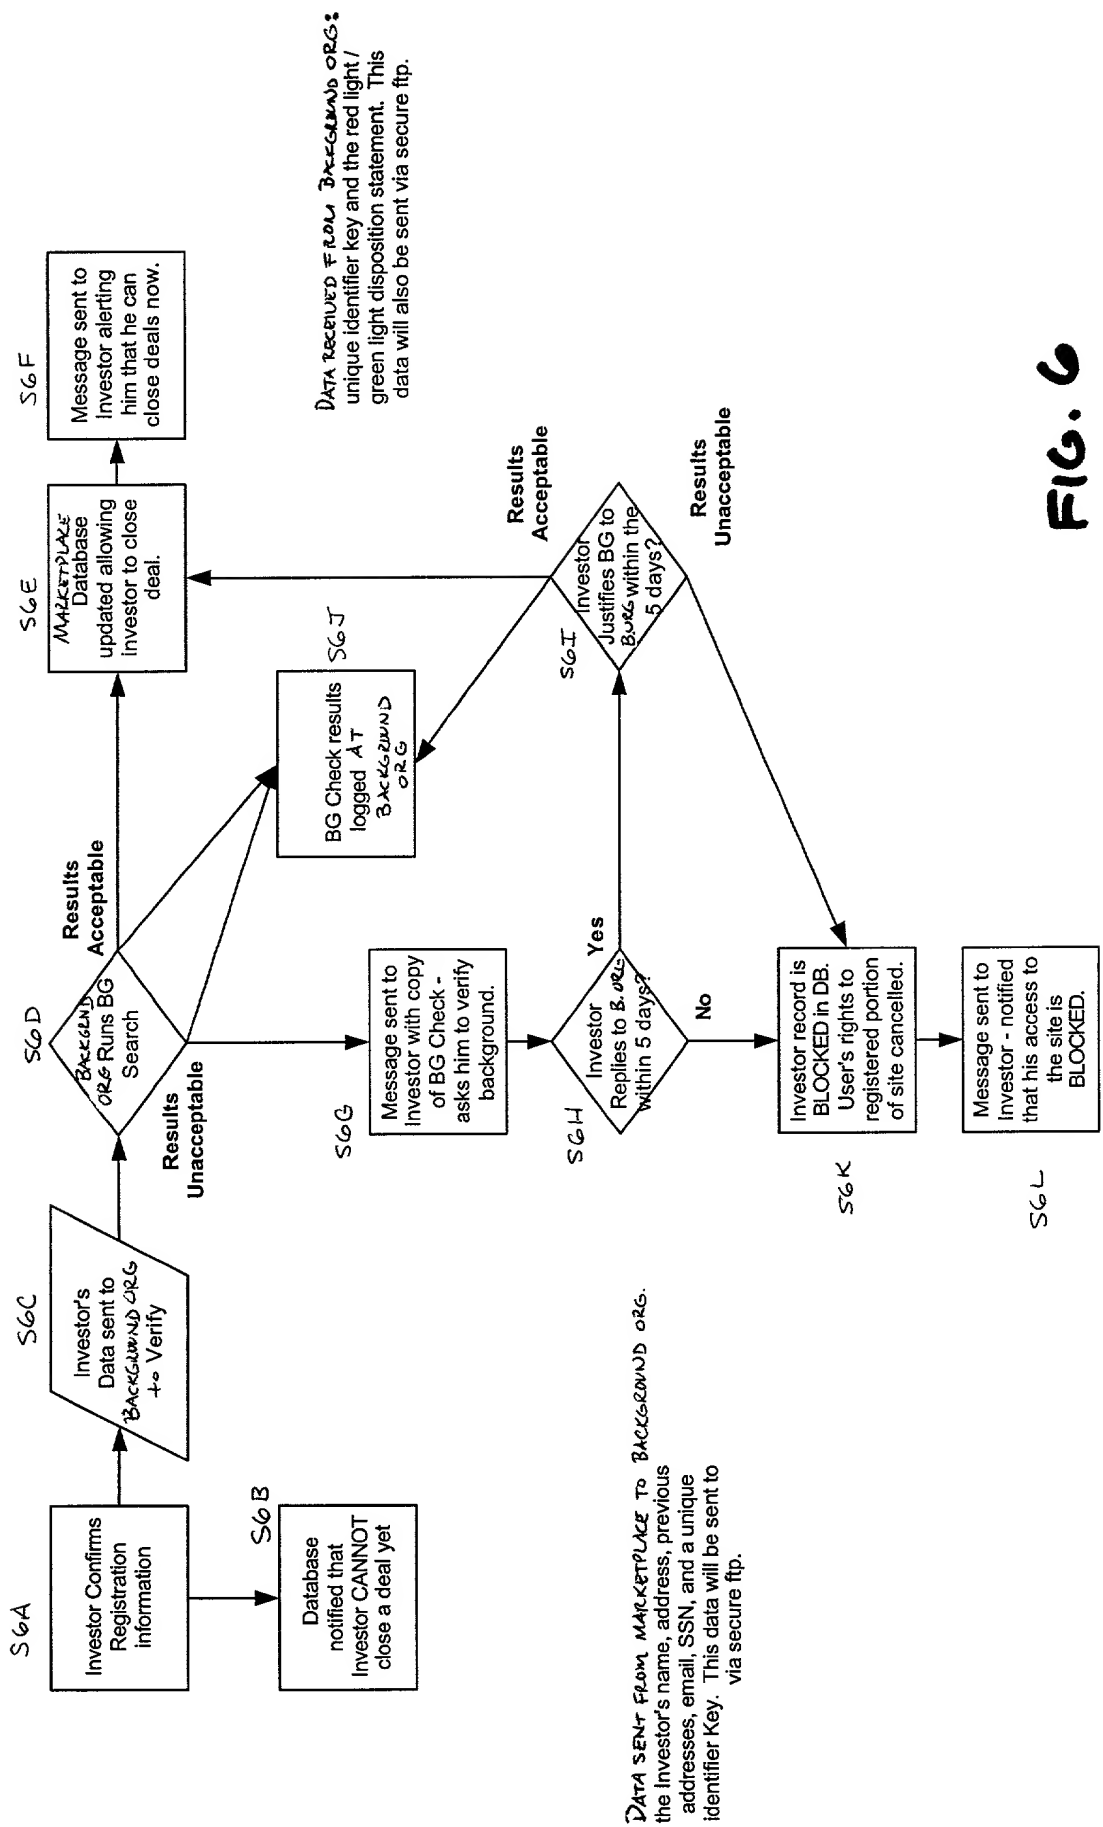 S6A
Investor Confirms
Registration
information
S6B
Database
notified that
Investor CANNOT
close a deal yet
S6C
Investor's
Data sent to
BACKGROUND ORG
to Verify
S6D
BACKGRND
ORG Runs BG
Search
Results
Acceptable
Results
Unacceptable
S6E
MARKETPLACE
Database
updated allowing
investor to close
deal.
S6F
Message sent to
Investor alerting
him that he can
close deals now.
S6G
Message sent to
Investor with copy
of BG Check -
asks him to verify
background.
S6H
Investor
Replies to B.ORG
within 5 days?
Yes
No
S6I
Investor
Justifies BG to
B.ORG within the
5 days?
Results
Acceptable
Results
Unacceptable
S6J
BG Check results
logged AT
BACKGROUND
ORG
S6K
Investor record is
BLOCKED in DB.
User's rights to
registered portion
of site cancelled.
S6L
Message sent to
Investor - notified
that his access to
the site is
BLOCKED.
DATA SENT FROM MARKETPLACE TO BACKGROUND ORG.
the Investor's name, address, previous
addresses, email, SSN, and a unique
identifier Key. This data will be sent to
via secure ftp.
DATA RECEIVED FROM BACKGROUND ORG:
unique identifier key and the red light /
green light disposition statement. This
data will also be sent via secure ftp.
FIG. 6